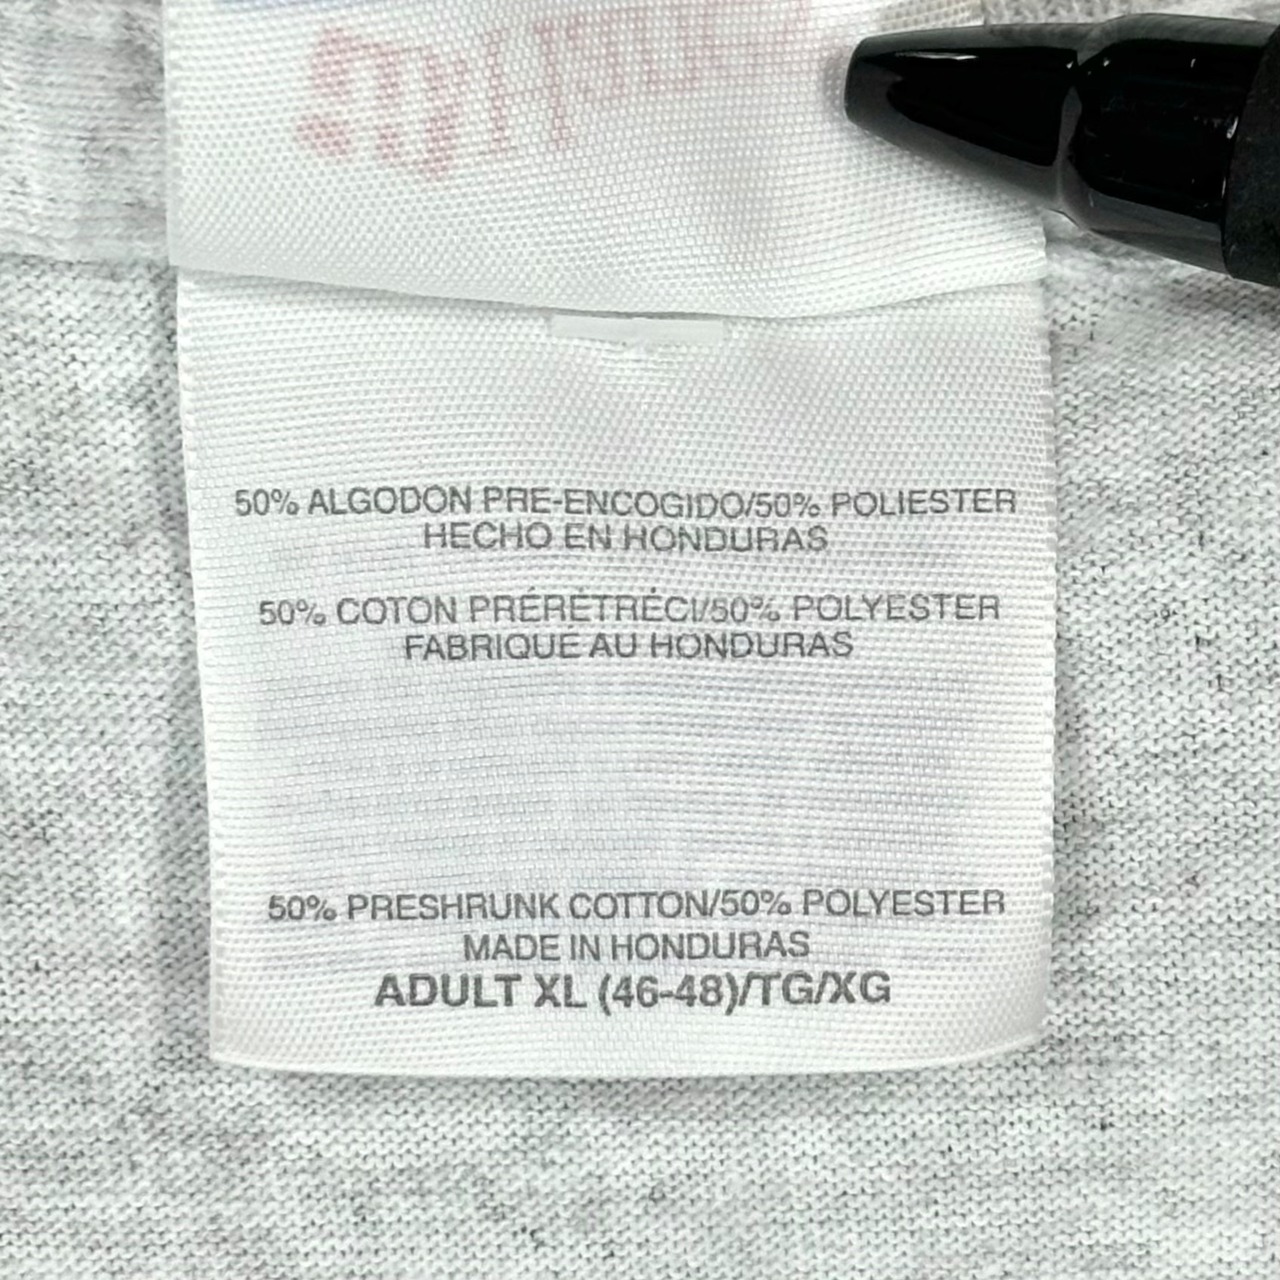 50% ALGODON PRE-ENCOGIDO/50% POLIESTER
HECHO EN HONDURAS
50% COTON PRÉRÉTRÉCI/50% POLYESTER
FABRIQUE AU HONDURAS
50% PRESHRUNK COTTON/50% POLYESTER
MADE IN HONDURAS
ADULT XL (46-48)/TG/XG